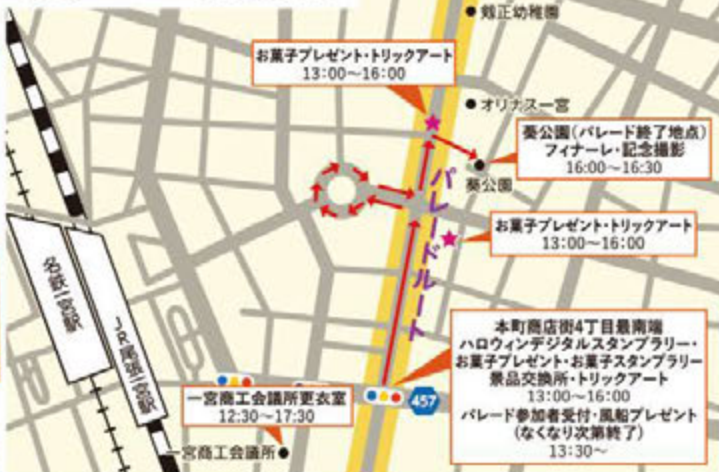 毅正幼稚園
お菓子プレゼント・トリックアート
13:00〜16:00
オリナス一宮
葵公園(パレード終了地点)
フィナーレ・記念撮影
16:00〜16:30
葵公園
パレードルート
お菓子プレゼント・トリックアート
13:00〜16:00
名鉄一宮駅
JR尾張一宮駅
本町商店街4丁目最南端
ハロウィンデジタルスタンプラリー・
お菓子プレゼント・お菓子スタンプラリー
景品交換所・トリックアート
13:00〜16:00
パレード参加者受付・風船プレゼント
(なくなり次第終了)
13:30〜
457
一宮商工会議所更衣室
12:30〜17:30
一宮商工会議所